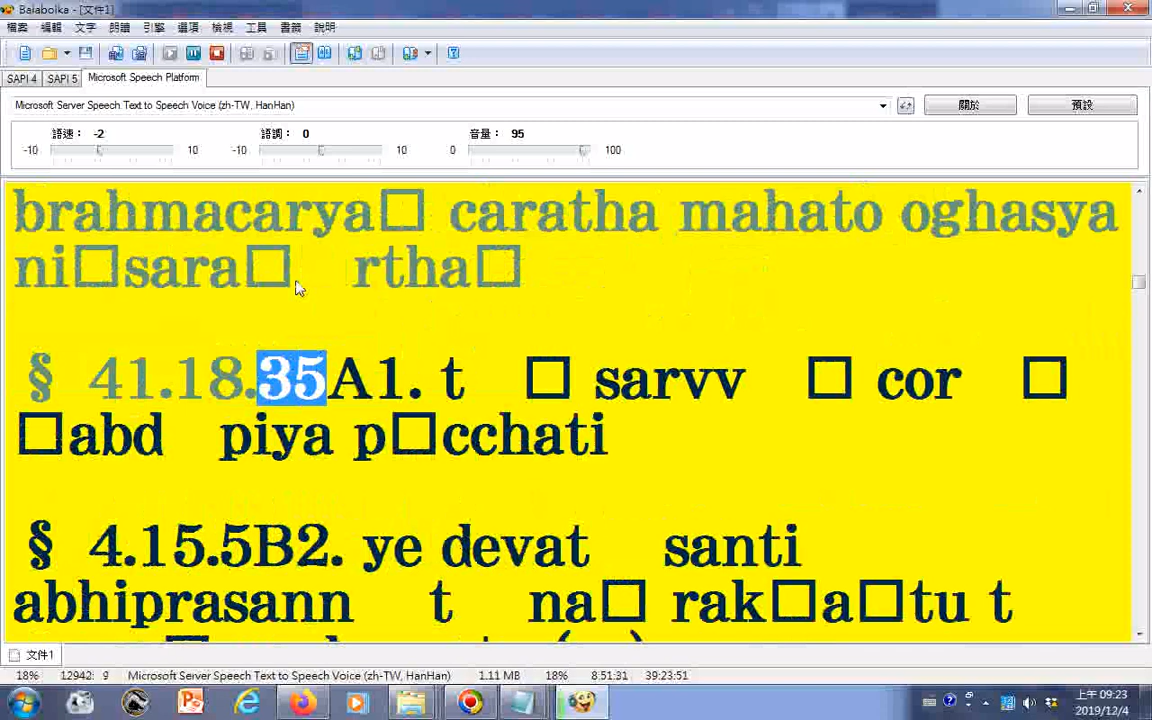 Balabolka - [文件1]
檔案 編輯 文字 朗讀 引擎 選項 檢視 工具 書籤 說明
SAPI 4 SAPI 5 Microsoft Speech Platform
Microsoft Server Speech Text to Speech Voice (zh-TW, HanHan) 關於 預設
語速： -2 語調： 0 音量： 95
-10 10 -10 10 0 100
brahmacarya□ caratha mahato oghasya
ni□sara□ rtha□
§ 41.18.35A1. t □ sarvv □ cor □
□abd piya p□cchati
§ 4.15.5B2. ye devat santi
abhiprasann t na□ rak□a□tu t
文件1
18% 12942: 9 Microsoft Server Speech Text to Speech Voice (zh-TW, HanHan) 1.11 MB 18% 8:51:31 39:23:51
上午 09:23
2019/12/4